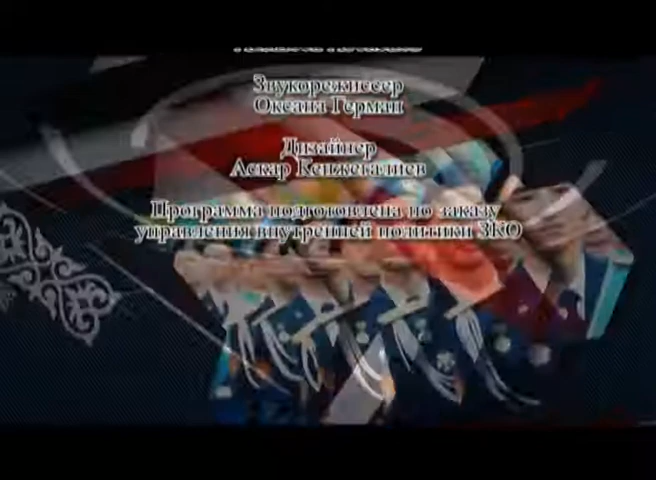 Звукорежиссер
Оксана Герман
Дизайнер
Аскар Кенжегалиев
Программа подготовлена по заказу
управления внутренней политики ЗКО